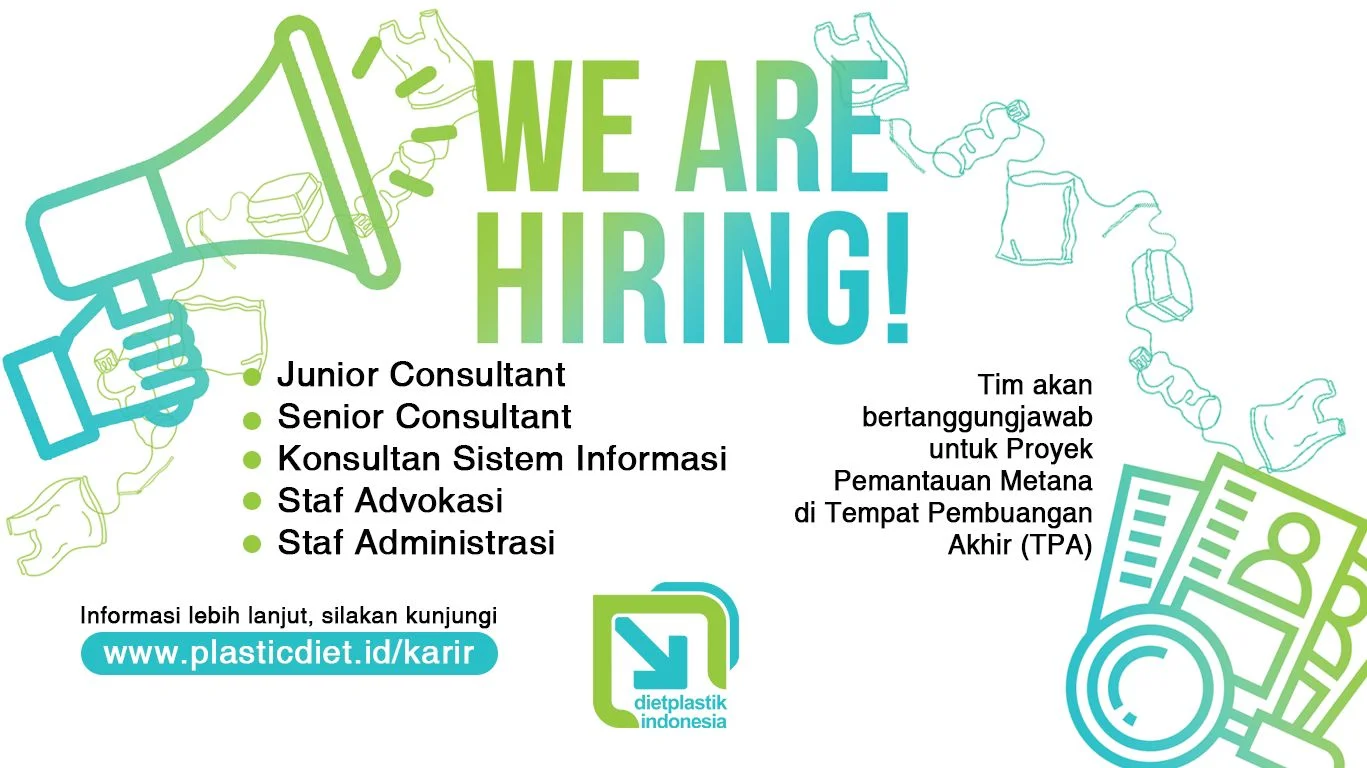 WE ARE
HIRING!
Junior Consultant
Senior Consultant
Konsultan Sistem Informasi
Staf Advokasi
Staf Administrasi
Tim akan
bertanggungjawab
untuk Proyek
Pemantauan Metana
di Tempat Pembuangan
Akhir (TPA)
Informasi lebih lanjut, silakan kunjungi
www.plasticdiet.id/karir
dietplastik
indonesia